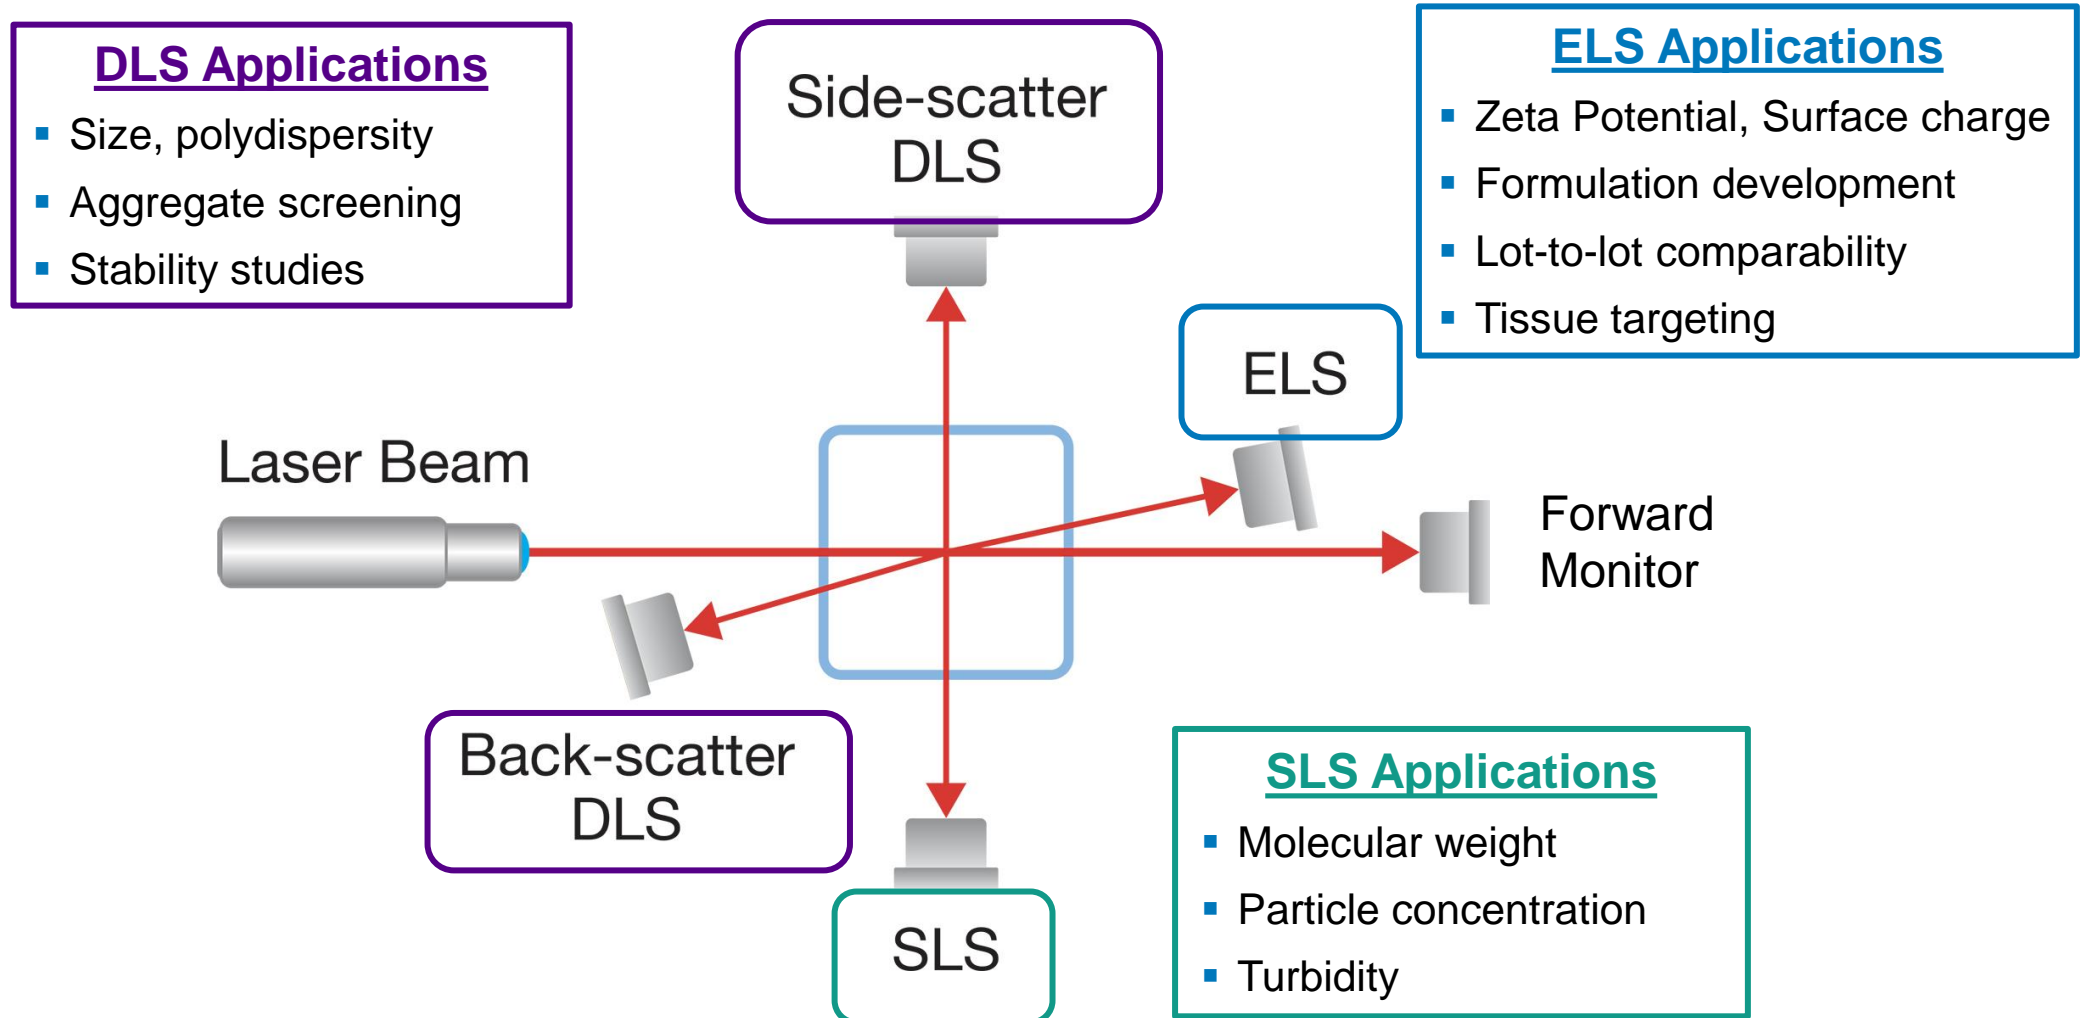 DLS Applications
Size, polydispersity
Aggregate screening
Stability studies
Side-scatter
DLS
ELS Applications
Zeta Potential, Surface charge
Formulation development
Lot-to-lot comparability
Tissue targeting
ELS
Laser Beam
Forward
Monitor
Back-scatter
DLS
SLS
SLS Applications
Molecular weight
Particle concentration
Turbidity